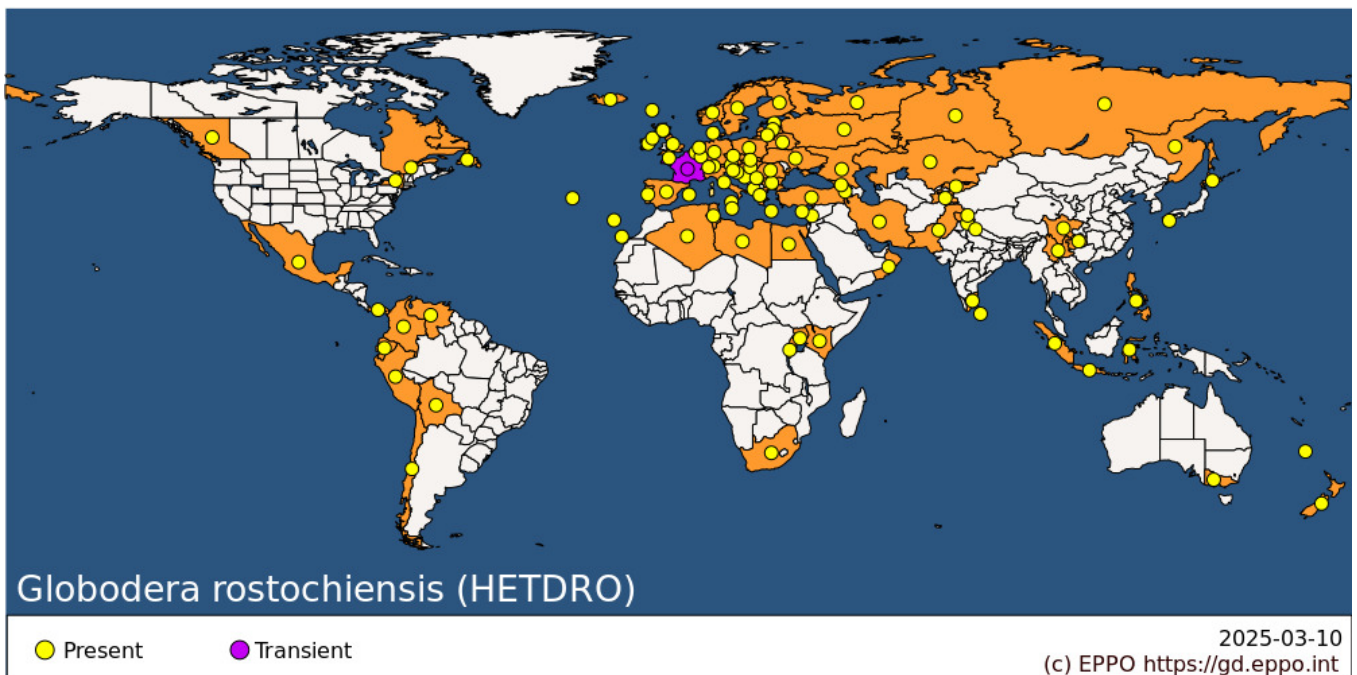 Globodera rostochiensis (HETDRO)
Present
Transient
2025-03-10
(c) EPPO https://gd.eppo.int